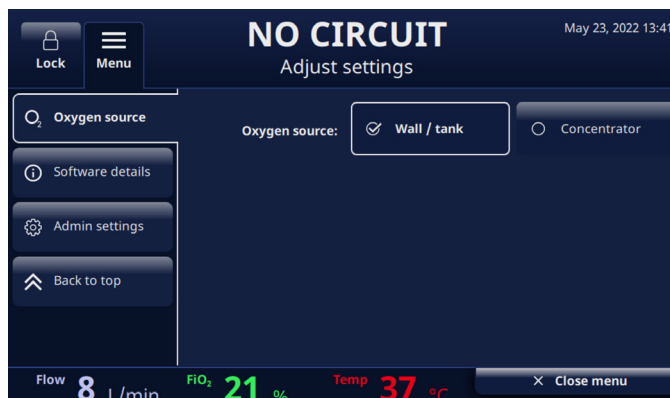 NO CIRCUIT
May 23, 2022 13:41
Lock
Menu
Adjust settings
O₂ Oxygen source
Oxygen source:
Wall / tank
Concentrator
Software details
Admin settings
Back to top
Flow 8 L/min
FiO₂ 21 %
Temp 37 °C
Close menu